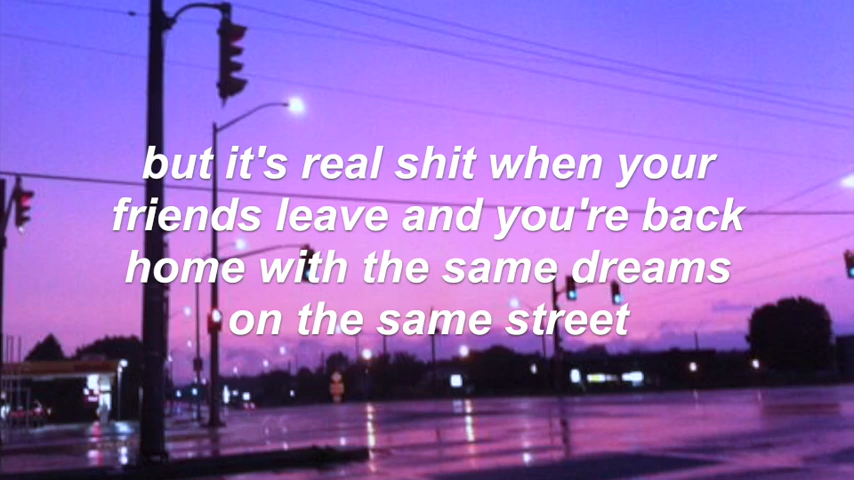 but it's real shit when your
friends leave and you're back
home with the same dreams
on the same street